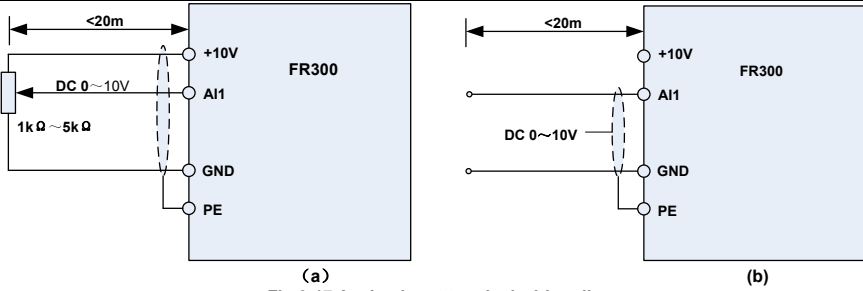 <20m
+10V
FR300
DC 0～10V
AI1
1kΩ～5kΩ
GND
PE
(a)
<20m
+10V
FR300
AI1
DC 0～10V
GND
PE
(b)